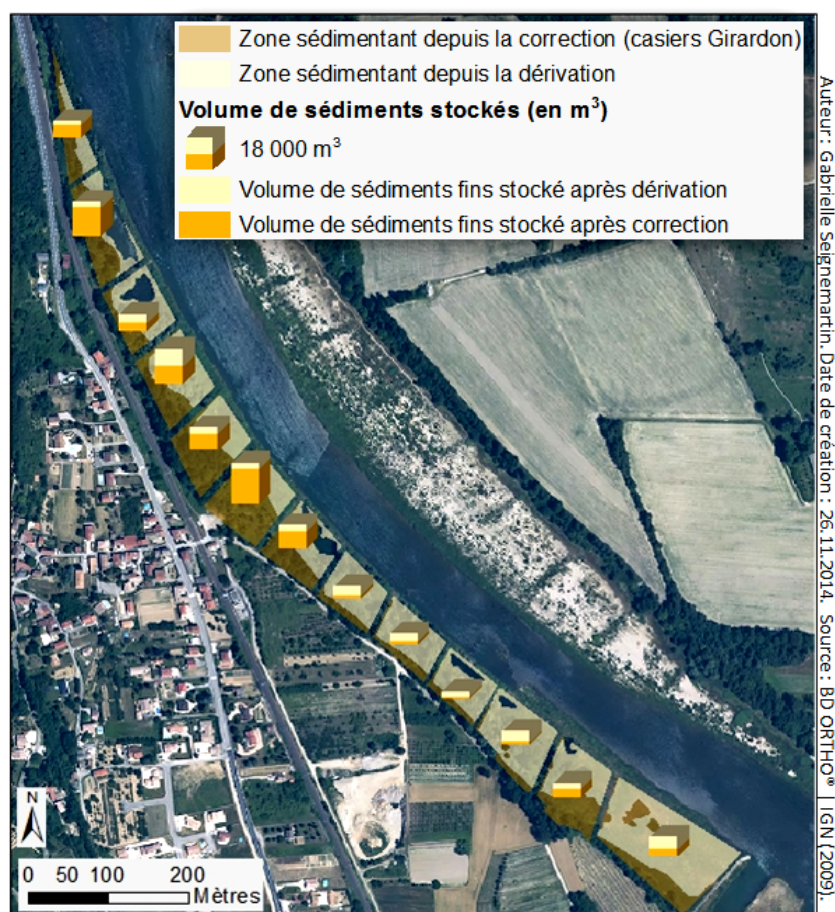 Zone sédimentant depuis la correction (casiers Girardon)
Zone sédimentant depuis la dérivation
Volume de sédiments stockés (en m³)
18 000 m³
Volume de sédiments fins stocké après dérivation
Volume de sédiments fins stocké après correction
Auteur : Gabrielle Seignemartin. Date de création : 26.11.2014. Source : BD ORTHO® | IGN (2009).
N
0 50 100 200
Mètres